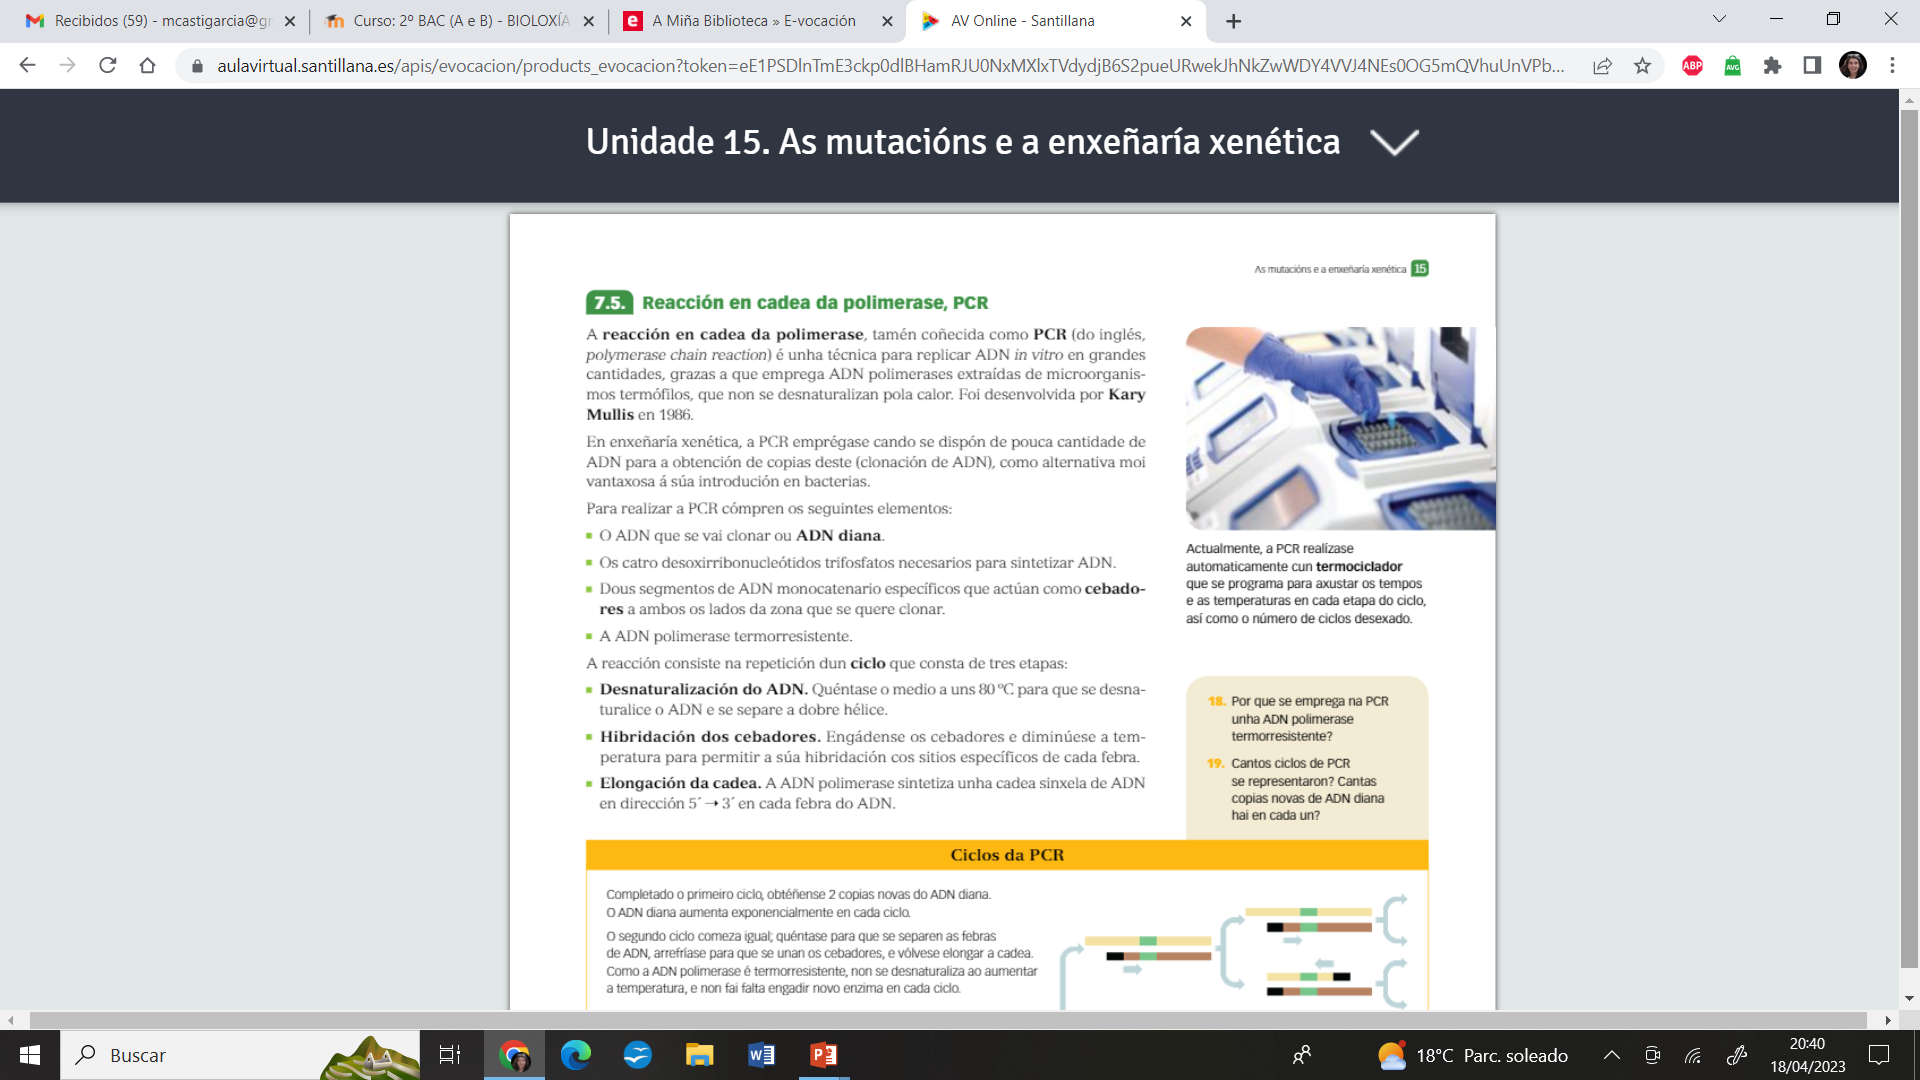 Recibidos (59) - mcastigarcia@gm
Curso: 2º BAC (A e B) - BIOLOXÍA
A Miña Biblioteca » E-vocación
AV Online - Santillana
aulavirtual.santillana.es/apis/evocacion/products_evocacion?token=eE1PSDlnTmE3ckp0dlBHamRJU0NxMXlxTVdydjB6S2pueURwekJhNkZwWDY4VVJ4NEs0OG5mQVhuUnVPb...
ABP
AVG
Unidade 15. As mutacións e a enxeñaría xenética
As mutacións e a enxeñaría xenética 15
7.5. Reacción en cadea da polimerase, PCR
A reacción en cadea da polimerase, tamén coñecida como PCR (do inglés,
polymerase chain reaction) é unha técnica para replicar ADN in vitro en grandes
cantidades, grazas a que emprega ADN polimerases extraídas de microorganis-
mos termófilos, que non se desnaturalizan pola calor. Foi desenvolvida por Kary
Mullis en 1986.
En enxeñaría xenética, a PCR emprégase cando se dispón de pouca cantidade de
ADN para a obtención de copias deste (clonación de ADN), como alternativa moi
vantaxosa á súa introdución en bacterias.
Para realizar a PCR cómpren os seguintes elementos:
O ADN que se vai clonar ou ADN diana.
Os catro desoxirribonucleótidos trifosfatos necesarios para sintetizar ADN.
Dous segmentos de ADN monocatenario específicos que actúan como cebado-
res a ambos os lados da zona que se quere clonar.
A ADN polimerase termorresistente.
A reacción consiste na repetición dun ciclo que consta de tres etapas:
Desnaturalización do ADN. Quéntase o medio a uns 80 ºC para que se desna-
turalice o ADN e se separe a dobre hélice.
Hibridación dos cebadores. Engádense os cebadores e diminúese a tem-
peratura para permitir a súa hibridación cos sitios específicos de cada febra.
Elongación da cadea. A ADN polimerase sintetiza unha cadea sinxela de ADN
en dirección 5´ → 3´ en cada febra do ADN.
Actualmente, a PCR realízase
automaticamente cun termociclador
que se programa para axustar os tempos
e as temperaturas en cada etapa do ciclo,
así como o número de ciclos desexado.
18. Por que se emprega na PCR
unha ADN polimerase
termorresistente?
19. Cantos ciclos de PCR
se representaron? Cantas
copias novas de ADN diana
hai en cada un?
Ciclos da PCR
Completado o primeiro ciclo, obtéñense 2 copias novas do ADN diana.
O ADN diana aumenta exponencialmente en cada ciclo.
O segundo ciclo comeza igual; quéntase para que se separen as febras
de ADN, arrefríase para que se unan os cebadores, e vólvese elongar a cadea.
Como a ADN polimerase é termorresistente, non se desnaturaliza ao aumentar
a temperatura, e non fai falta engadir novo enzima en cada ciclo.
Buscar
18°C Parc. soleado
20:40
18/04/2023